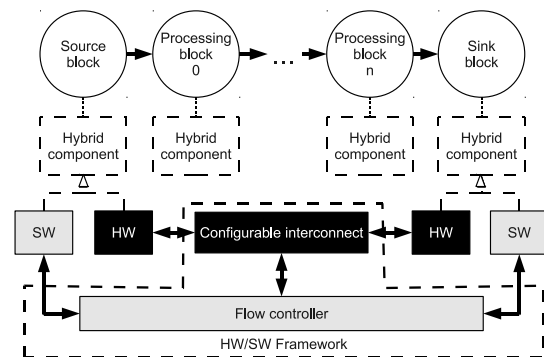 Source
block
Processing
block
0
...
Processing
block
n
Sink
block
Hybrid
component
Hybrid
component
Hybrid
component
Hybrid
component
SW
HW
Configurable interconnect
HW
SW
Flow controller
HW/SW Framework